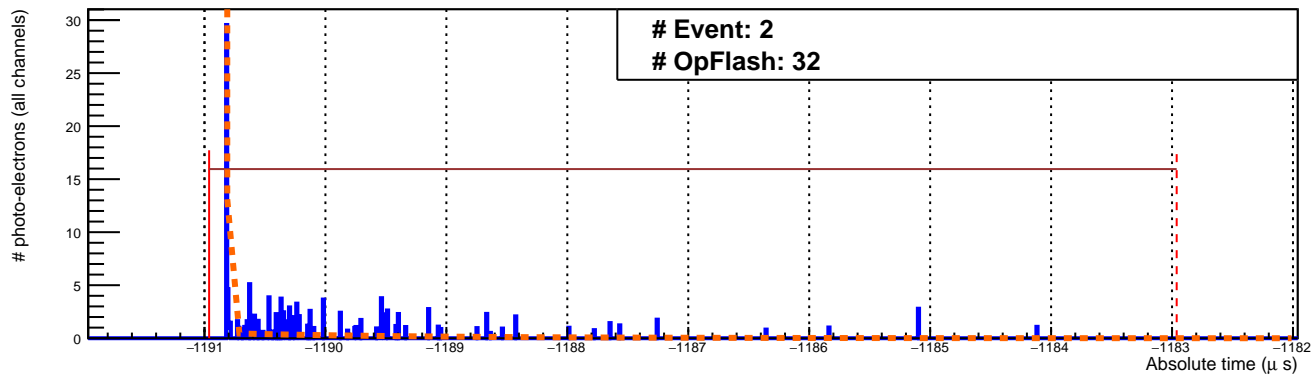 # Event: 2
# OpFlash: 32
# photo-electrons (all channels)
30
25
20
15
10
5
0
−1191 −1190 −1189 −1188 −1187 −1186 −1185 −1184 −1183 −1182
Absolute time (μ s)